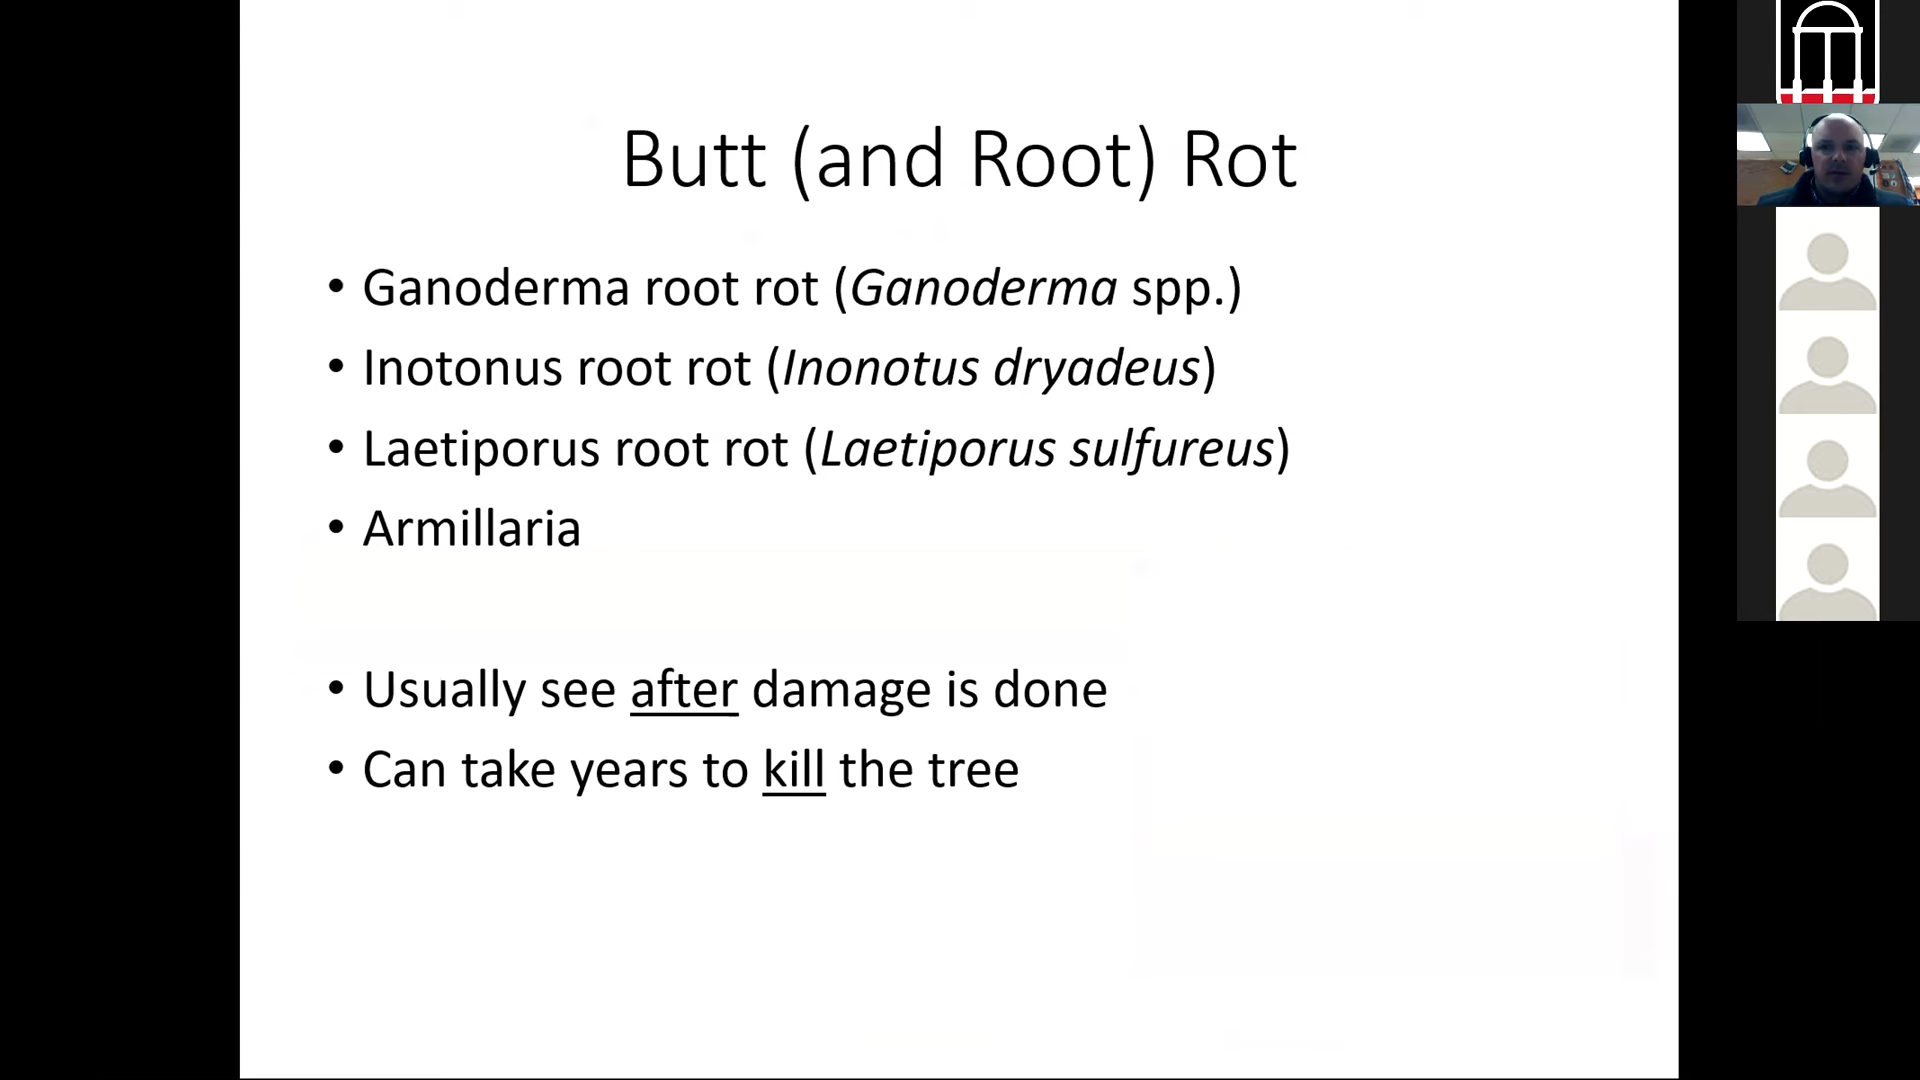 Butt (and Root) Rot
• Ganoderma root rot (Ganoderma spp.)
• Inotonus root rot (Inonotus dryadeus)
• Laetiporus root rot (Laetiporus sulfureus)
• Armillaria
• Usually see after damage is done
• Can take years to kill the tree